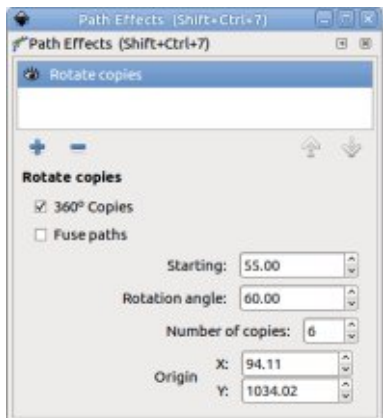 Path Effects (Shift+Ctrl+7)
Path Effects (Shift+Ctrl+7)
Rotate copies
Rotate copies
360º Copies
Fuse paths
Starting: 55.00
Rotation angle: 60.00
Number of copies: 6
Origin X: 94.11
Y: 1034.02